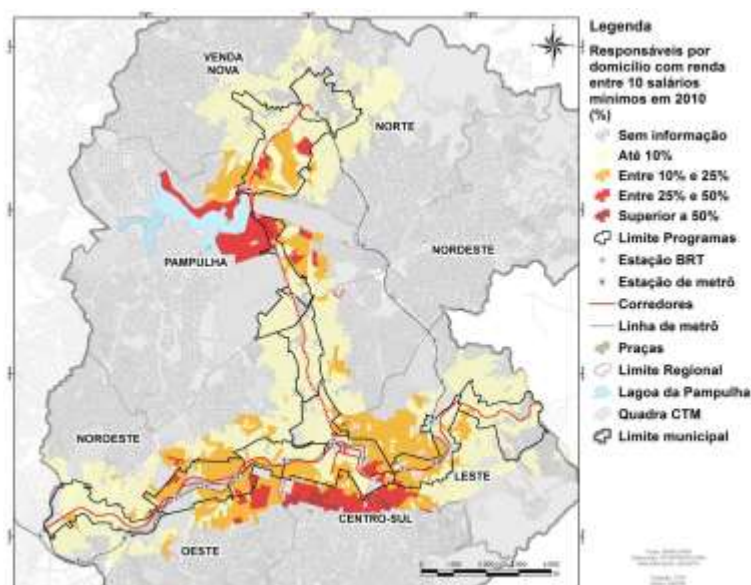 VENDA
NOVA
NORTE
PAMPULHA
NORDESTE
NORDESTE
LESTE
CENTRO-SUL
OESTE
Legenda
Responsáveis por
domicílio com renda
entre 10 salários
mínimos em 2010
(%)
Sem informação
Até 10%
Entre 10% e 25%
Entre 25% e 50%
Superior a 50%
Limite Programas
Estação BRT
Estação de metrô
Corredores
Linha de metrô
Praças
Limite Regional
Lagoa da Pampulha
Quadra CTM
Limite municipal